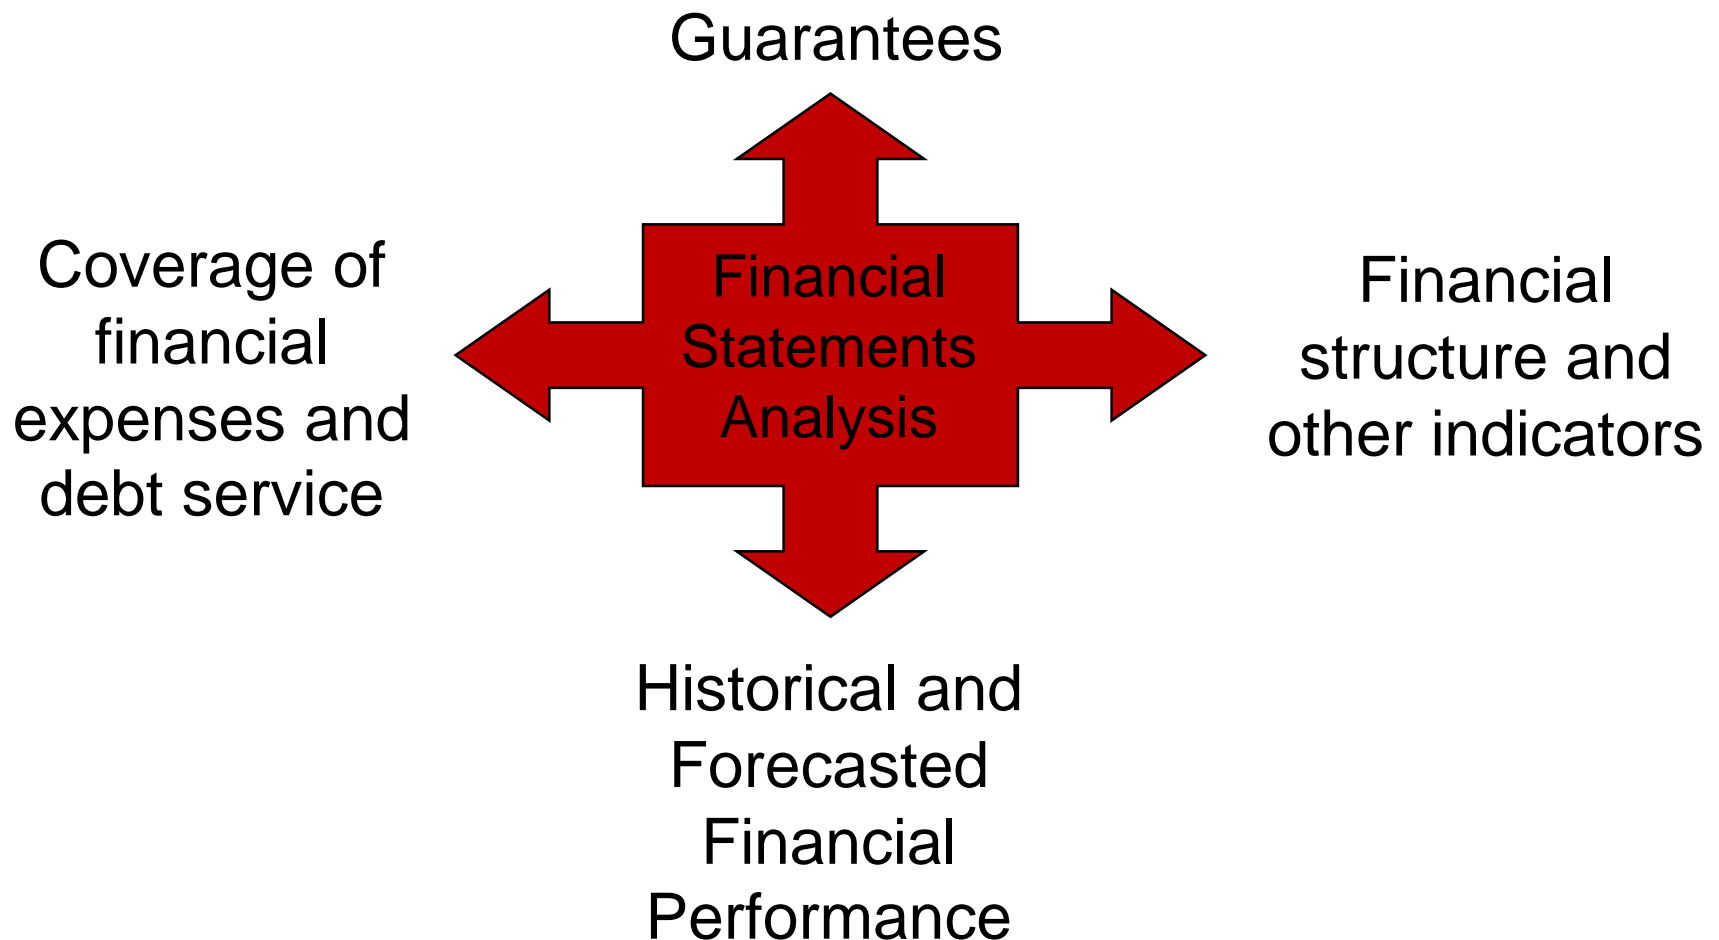 Guarantees
Coverage of
financial
expenses and
debt service
Financial
Statements
Analysis
Financial
structure and
other indicators
Historical and
Forecasted
Financial
Performance